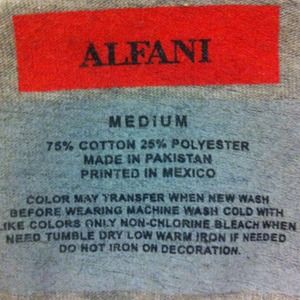 ALFANI
MEDIUM
75% COTTON 25% POLYESTER
MADE IN PAKISTAN
PRINTED IN MEXICO
COLOR MAY TRANSFER WHEN NEW WASH
BEFORE WEARING MACHINE WASH COLD WITH
LIKE COLORS ONLY NON-CHLORINE BLEACH WHEN
NEED TUMBLE DRY LOW WARM IRON IF NEEDED
DO NOT IRON ON DECORATION.